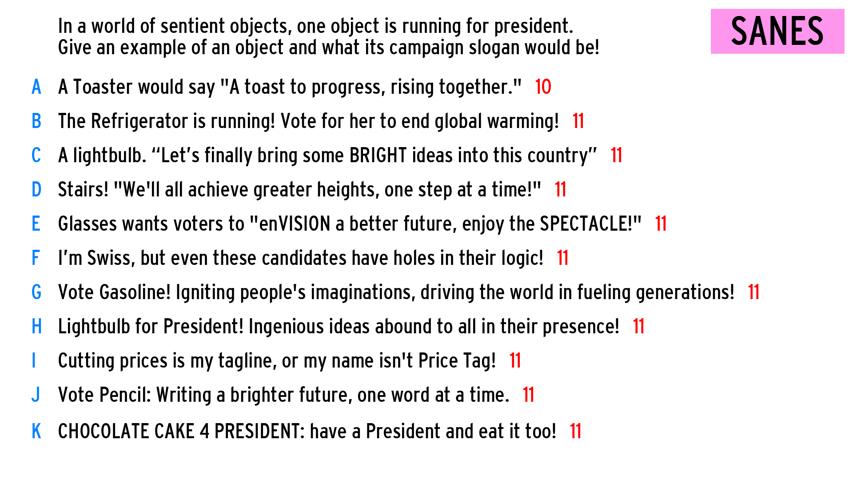 In a world of sentient objects, one object is running for president.
Give an example of an object and what its campaign slogan would be!
SANES
A A Toaster would say "A toast to progress, rising together." 10
B The Refrigerator is running! Vote for her to end global warming! 11
C A lightbulb. “Let’s finally bring some BRIGHT ideas into this country” 11
D Stairs! "We'll all achieve greater heights, one step at a time!" 11
E Glasses wants voters to "enVISION a better future, enjoy the SPECTACLE!" 11
F I’m Swiss, but even these candidates have holes in their logic! 11
G Vote Gasoline! Igniting people's imaginations, driving the world in fueling generations! 11
H Lightbulb for President! Ingenious ideas abound to all in their presence! 11
I Cutting prices is my tagline, or my name isn't Price Tag! 11
J Vote Pencil: Writing a brighter future, one word at a time. 11
K CHOCOLATE CAKE 4 PRESIDENT: have a President and eat it too! 11